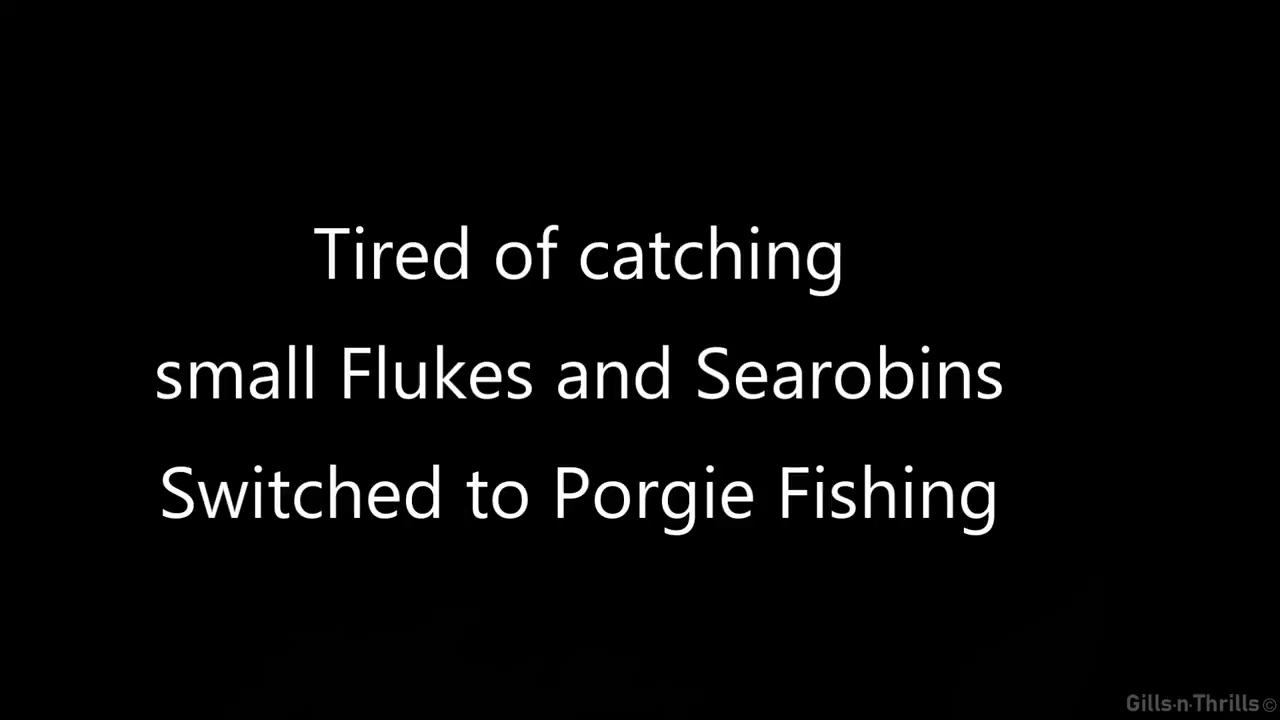 Tired of catching
small Flukes and Searobins
Switched to Porgie Fishing
Gills-n-Thrills©